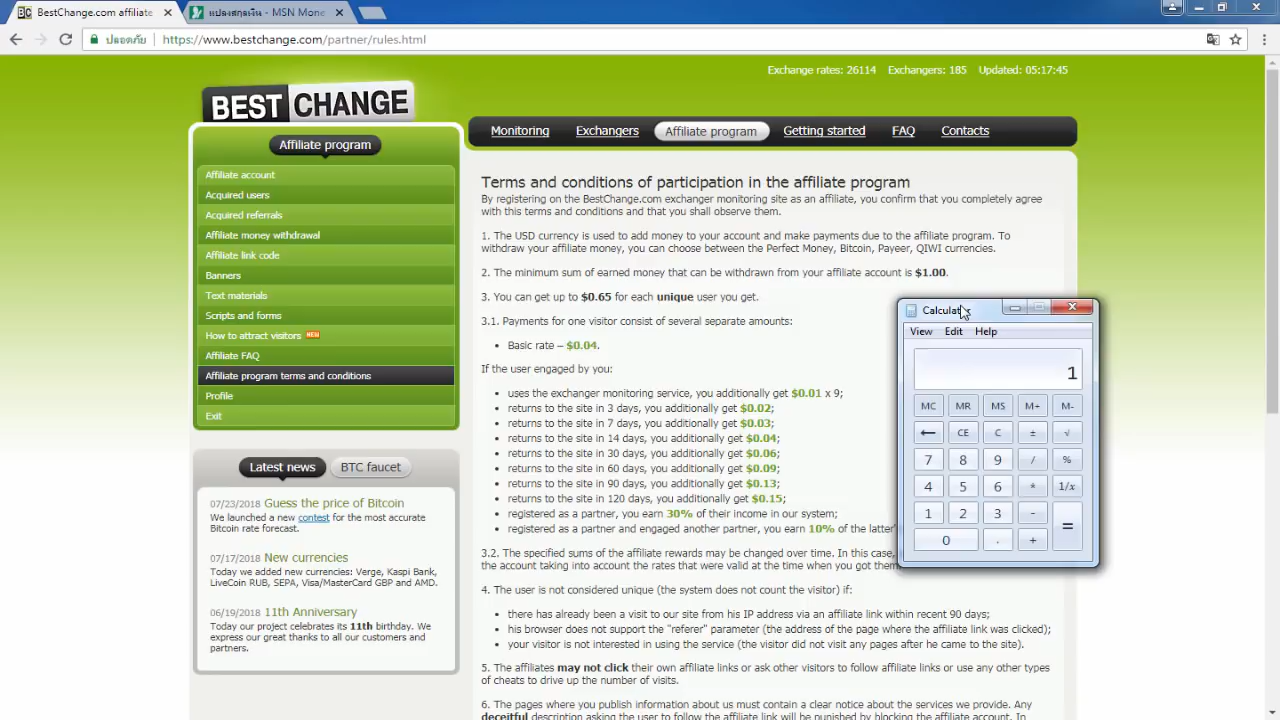 BestChange.com affiliate
แปลงสกุลเงิน - MSN Mone
ปลอดภัย https://www.bestchange.com/partner/rules.html
Exchange rates: 26114 Exchangers: 185 Updated: 05:17:45
BESTCHANGE
Monitoring Exchangers Affiliate program Getting started FAQ Contacts
Affiliate program
Affiliate account
Acquired users
Acquired referrals
Affiliate money withdrawal
Affiliate link code
Banners
Text materials
Scripts and forms
How to attract visitors NEW
Affiliate FAQ
Affiliate program terms and conditions
Profile
Exit
Latest news BTC faucet
07/23/2018 Guess the price of Bitcoin
We launched a new contest for the most accurate
Bitcoin rate forecast.
07/17/2018 New currencies
Today we added new currencies: Verge, Kaspi Bank,
LiveCoin RUB, SEPA, Visa/MasterCard GBP and AMD.
06/19/2018 11th Anniversary
Today our project celebrates its 11th birthday. We
express our great thanks to all our customers and
partners.
Terms and conditions of participation in the affiliate program
By registering on the BestChange.com exchanger monitoring site as an affiliate, you confirm that you completely agree
with this terms and conditions and that you shall observe them.
1. The USD currency is used to add money to your account and make payments due to the affiliate program. To
withdraw your affiliate money, you can choose between the Perfect Money, Bitcoin, Payeer, QIWI currencies.
2. The minimum sum of earned money that can be withdrawn from your affiliate account is $1.00.
3. You can get up to $0.65 for each unique user you get.
3.1. Payments for one visitor consist of several separate amounts:
• Basic rate – $0.04.
If the user engaged by you:
• uses the exchanger monitoring service, you additionally get $0.01 x 9;
• returns to the site in 3 days, you additionally get $0.02;
• returns to the site in 7 days, you additionally get $0.03;
• returns to the site in 14 days, you additionally get $0.04;
• returns to the site in 30 days, you additionally get $0.06;
• returns to the site in 60 days, you additionally get $0.09;
• returns to the site in 90 days, you additionally get $0.13;
• returns to the site in 120 days, you additionally get $0.15;
• registered as a partner, you earn 30% of their income in our system;
• registered as a partner and engaged another partner, you earn 10% of the latter'
3.2. The specified sums of the affiliate rewards may be changed over time. In this case,
the account taking into account the rates that were valid at the time when you got them
4. The user is not considered unique (the system does not count the visitor) if:
• there has already been a visit to our site from his IP address via an affiliate link within recent 90 days;
• his browser does not support the "referer" parameter (the address of the page where the affiliate link was clicked);
• your visitor is not interested in using the service (the visitor did not visit any pages after he came to the site).
5. The affiliates may not click their own affiliate links or ask other visitors to follow affiliate links or use any other types
of cheats to drive up the number of visits.
6. The pages where you publish information about us must contain a clear notice about the services we provide. Any
deceitful description asking the user to follow the affiliate link will be punished by blocking the affiliate account. In
Calculator
View Edit Help
1
MC MR MS M+ M-
← CE C ± √
7 8 9 / %
4 5 6 * 1/x
1 2 3 - =
0 . +